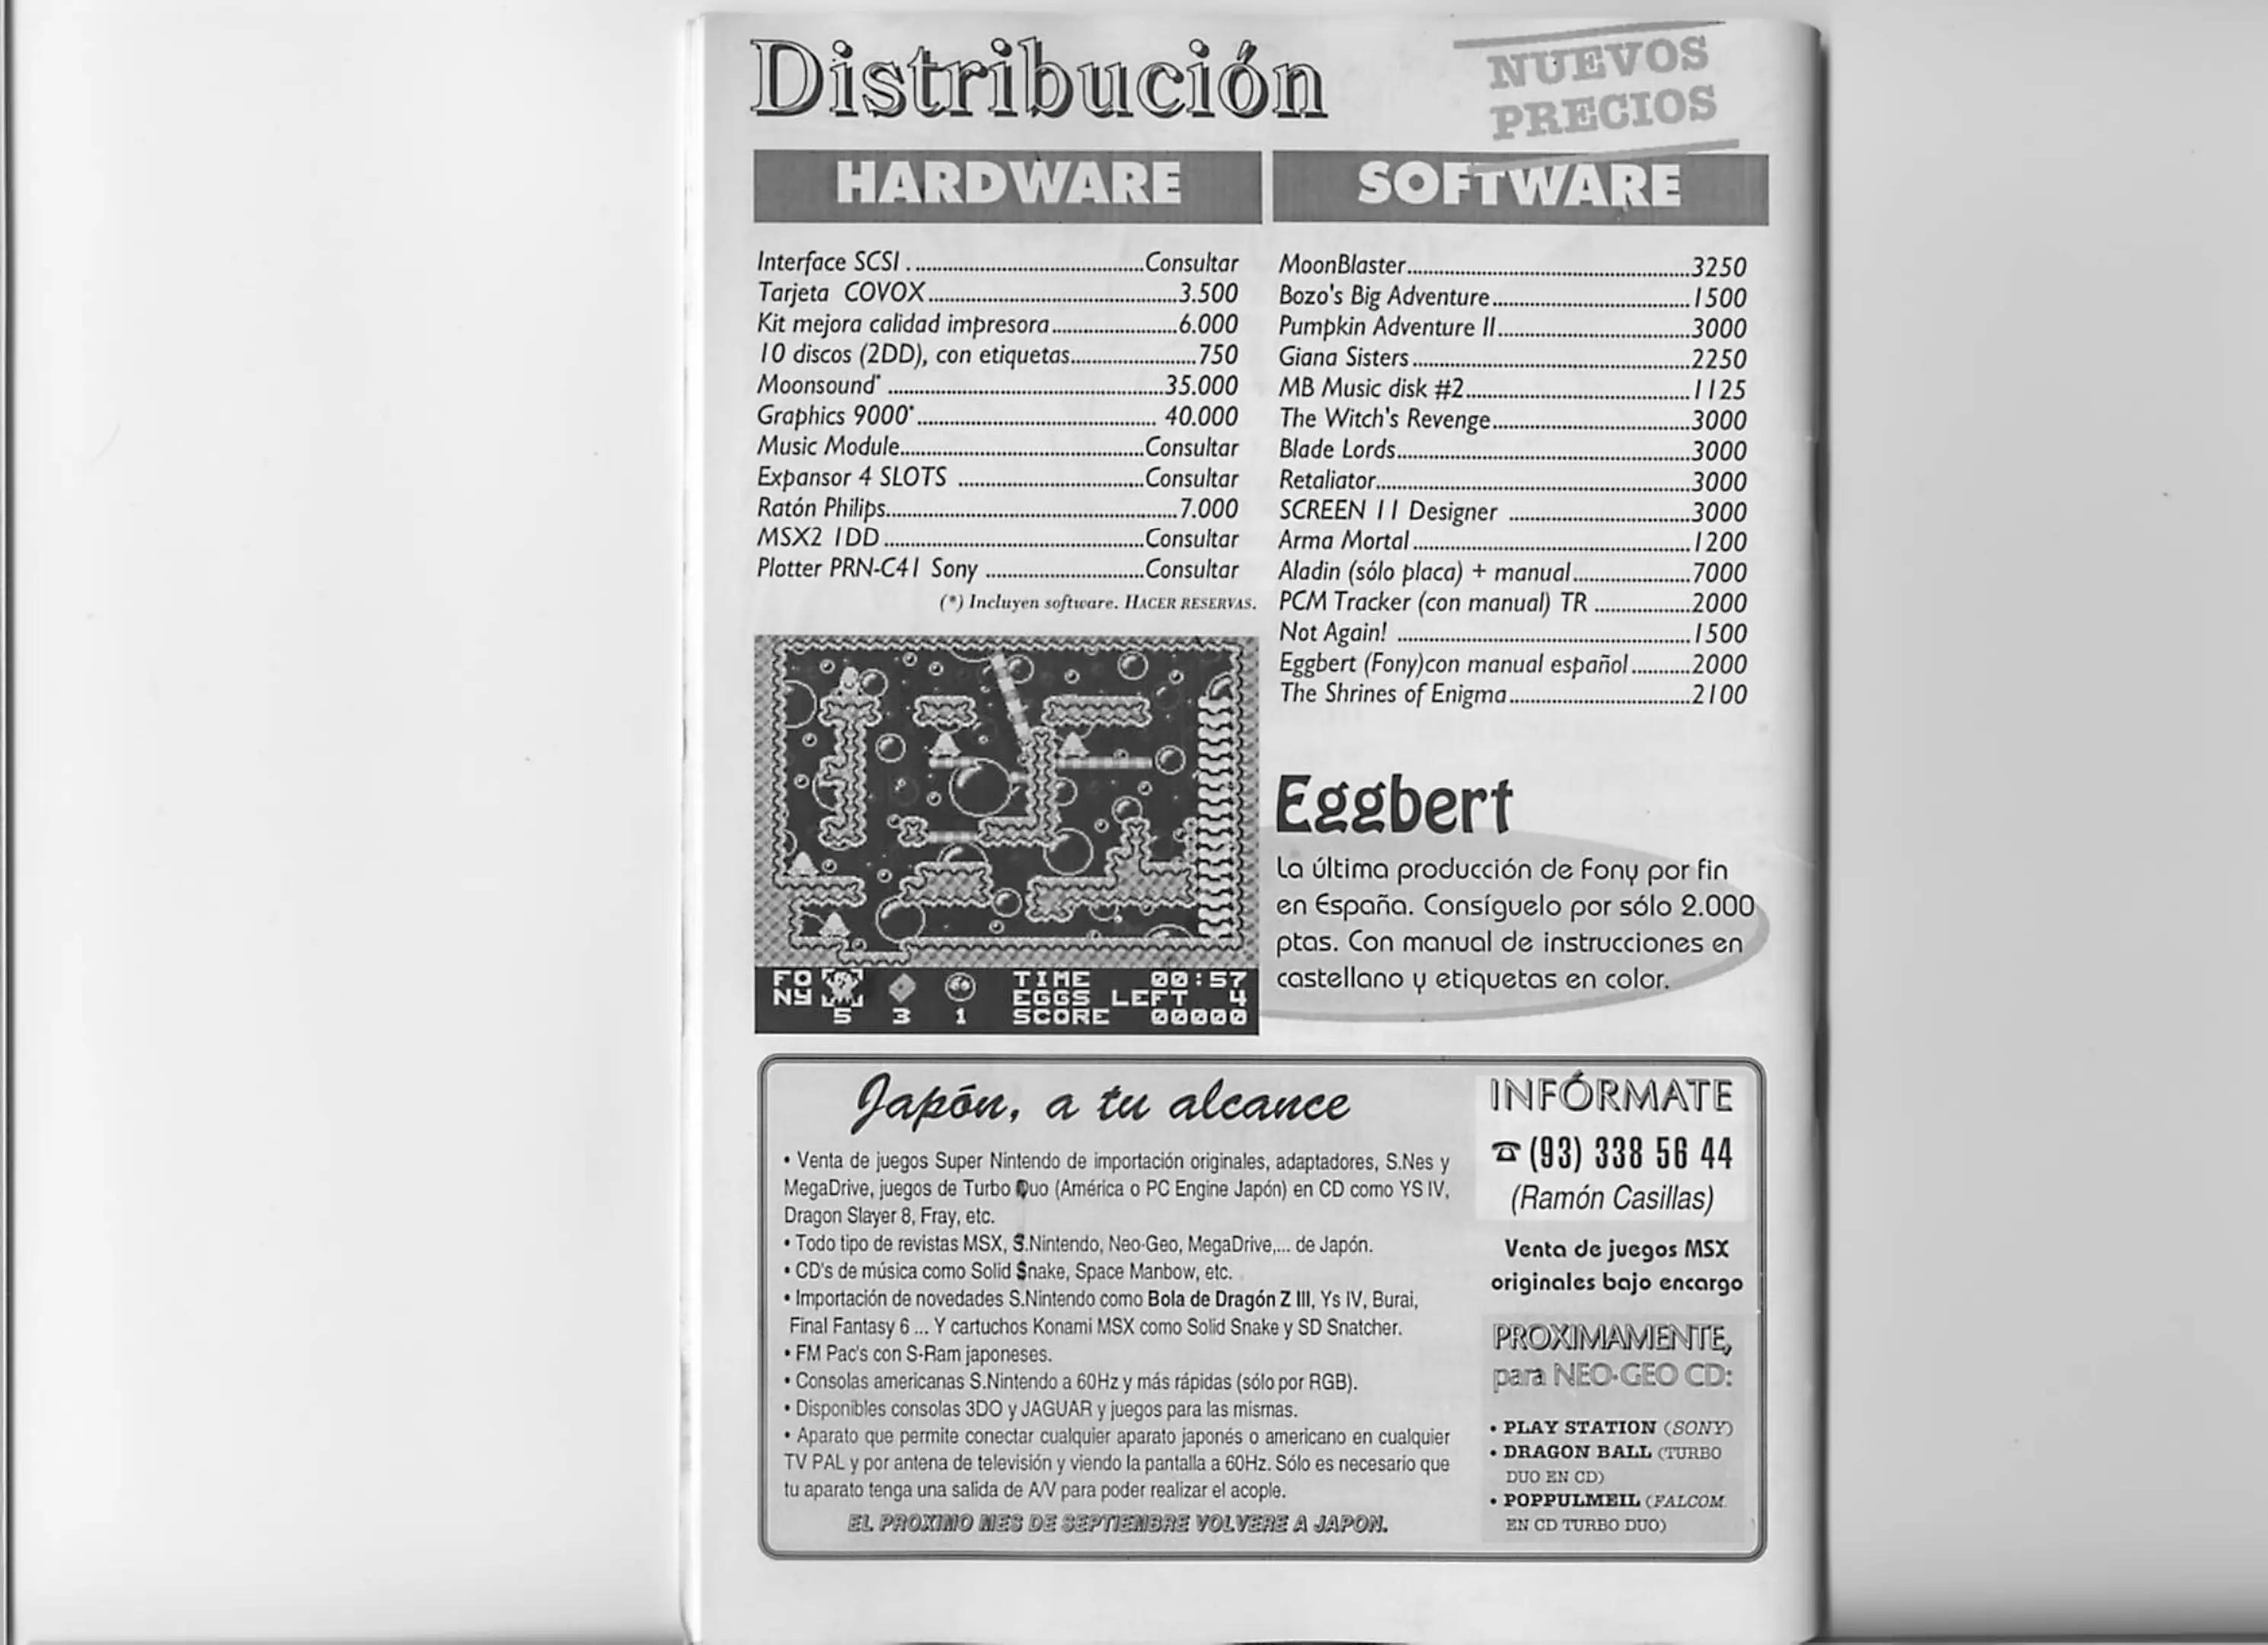 Distribución
NUEVOS
PRECIOS
HARDWARE
Interface SCSI . ..........................................Consultar
Tarjeta COVOX..............................................3.500
Kit mejora calidad impresora.......................6.000
10 discos (2DD), con etiquetas.......................750
Moonsound* ...................................................35.000
Graphics 9000*............................................ 40.000
Music Module.............................................Consultar
Expansor 4 SLOTS ..................................Consultar
Ratón Philips......................................................7.000
MSX2 1DD ................................................Consultar
Plotter PRN-C41 Sony .............................Consultar
(*) Incluyen software. HACER RESERVAS.
SOFTWARE
MoonBlaster....................................................3250
Bozo's Big Adventure....................................1500
Pumpkin Adventure II...................................3000
Giana Sisters...................................................2250
MB Music disk #2.........................................1125
The Witch's Revenge....................................3000
Blade Lords......................................................3000
Retaliator..........................................................3000
SCREEN 11 Designer .................................3000
Arma Mortal...................................................1200
Aladin (sólo placa) + manual.....................7000
PCM Tracker (con manual) TR .................2000
Not Again! ......................................................1500
Eggbert (Fony)con manual español...........2000
The Shrines of Enigma.................................2100
FO
NY
TIME 00:57
EGGS LEFT 4
5 3 1 SCORE 00000
Eggbert
La última producción de Fony por fin
en España. Consíguelo por sólo 2.000
ptas. Con manual de instrucciones en
castellano y etiquetas en color.
Japón, a tu alcance
• Venta de juegos Super Nintendo de importación originales, adaptadores, S.Nes y
MegaDrive, juegos de Turbo Duo (América o PC Engine Japón) en CD como YS IV,
Dragon Slayer 8, Fray, etc.
• Todo tipo de revistas MSX, S.Nintendo, Neo-Geo, MegaDrive,... de Japón.
• CD's de música como Solid Snake, Space Manbow, etc.
• Importación de novedades S.Nintendo como Bola de Dragón Z III, Ys IV, Burai,
Final Fantasy 6 ... Y cartuchos Konami MSX como Solid Snake y SD Snatcher.
• FM Pac's con S-Ram japoneses.
• Consolas americanas S.Nintendo a 60Hz y más rápidas (sólo por RGB).
• Disponibles consolas 3DO y JAGUAR y juegos para las mismas.
• Aparato que permite conectar cualquier aparato japonés o americano en cualquier
TV PAL y por antena de televisión y viendo la pantalla a 60Hz. Sólo es necesario que
tu aparato tenga una salida de A/V para poder realizar el acople.
EL PROXIMO MES DE SEPTIEMBRE VOLVERE A JAPON.
INFÓRMATE
☎ (93) 338 56 44
(Ramón Casillas)
Venta de juegos MSX
originales bajo encargo
PROXIMAMENTE,
para NEO·GEO CD:
• PLAY STATION (SONY)
• DRAGON BALL (TURBO
DUO EN CD)
• POPPULMEIL (FALCOM
EN CD TURBO DUO)